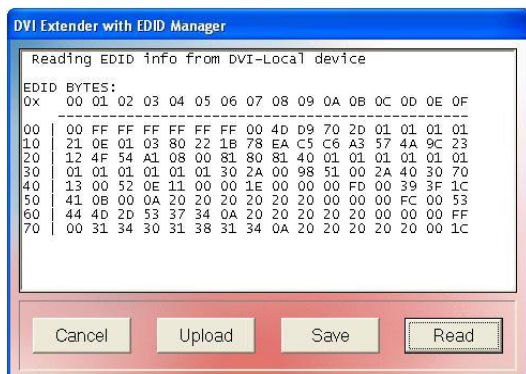 DVI Extender with EDID Manager
Reading EDID info from DVI-Local device
EDID BYTES:
0x 00 01 02 03 04 05 06 07 08 09 0A 0B 0C 0D 0E 0F
00 | 00 FF FF FF FF FF FF 00 4D D9 70 2D 01 01 01 01
10 | 21 0E 01 03 80 22 1B 78 EA C5 C6 A3 57 4A 9C 23
20 | 12 4F 54 A1 08 00 81 80 81 40 01 01 01 01 01 01
30 | 01 01 01 01 01 01 30 2A 00 98 51 00 2A 40 30 70
40 | 13 00 52 0E 11 00 00 1E 00 00 00 FD 00 39 3F 1C
50 | 41 0B 00 0A 20 20 20 20 20 20 00 00 00 FC 00 53
60 | 44 4D 2D 53 37 34 0A 20 20 20 20 20 00 00 00 FF
70 | 00 31 34 30 31 38 31 34 0A 20 20 20 20 20 00 1C
Cancel Upload Save Read